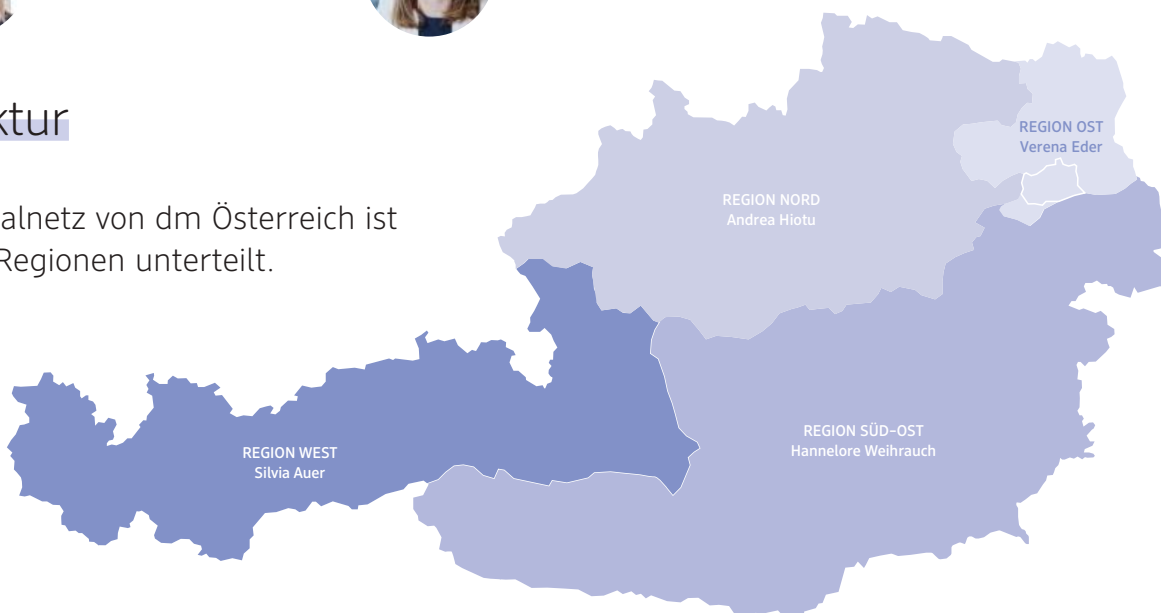 ktur
alnetz von dm Österreich ist
Regionen unterteilt.
REGION OST
Verena Eder
REGION NORD
Andrea Hiotu
REGION SÜD-OST
Hannelore Weihrauch
REGION WEST
Silvia Auer